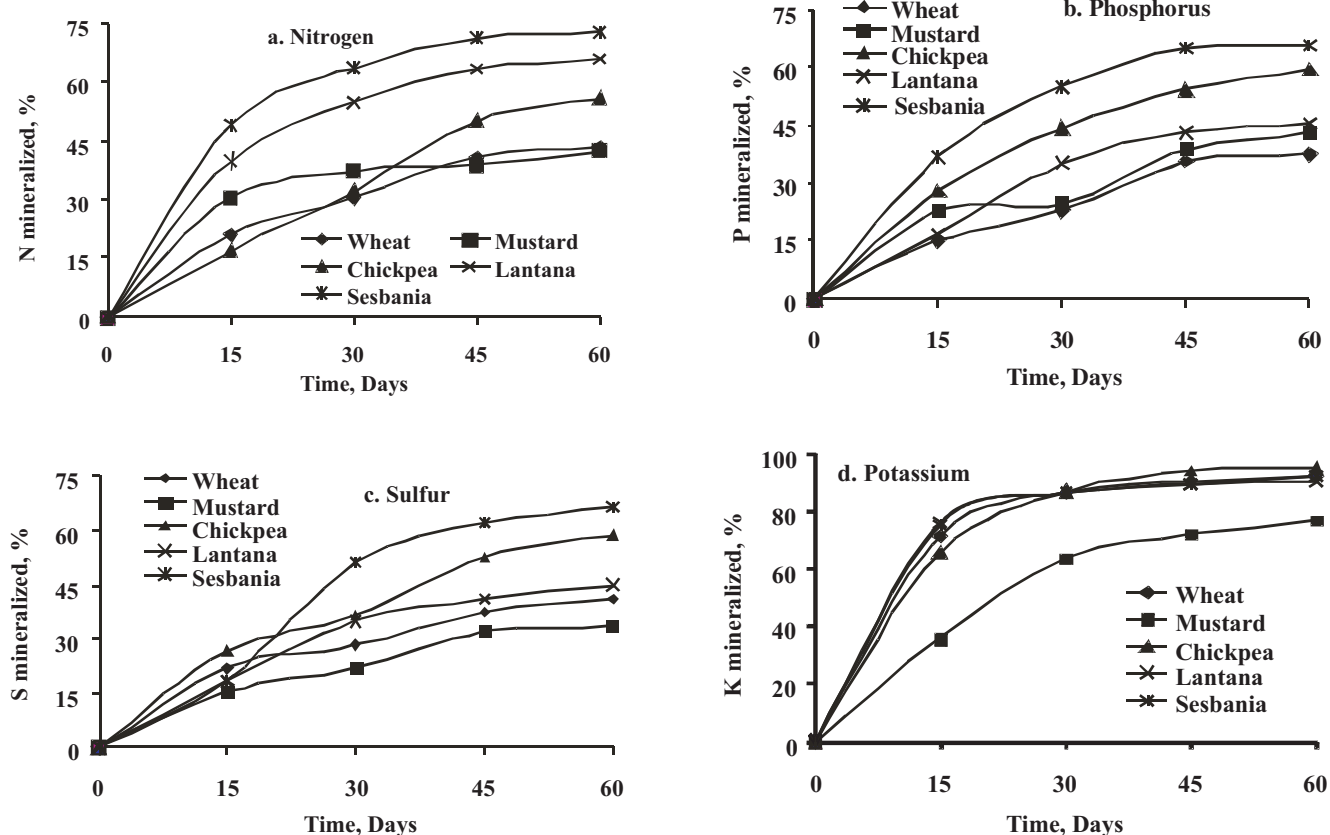 a. Nitrogen
N mineralized, %
75
60
45
30
15
0
Wheat
Mustard
Chickpea
Lantana
Sesbania
0 15 30 45 60
Time, Days
b. Phosphorus
P mineralized, %
75
60
45
30
15
0
Wheat
Mustard
Chickpea
Lantana
Sesbania
0 15 30 45 60
Time, Days
c. Sulfur
S mineralized, %
75
60
45
30
15
0
Wheat
Mustard
Chickpea
Lantana
Sesbania
0 15 30 45 60
Time, Days
d. Potassium
K mineralized, %
100
80
60
40
20
0
Wheat
Mustard
Chickpea
Lantana
Sesbania
0 15 30 45 60
Time, Days